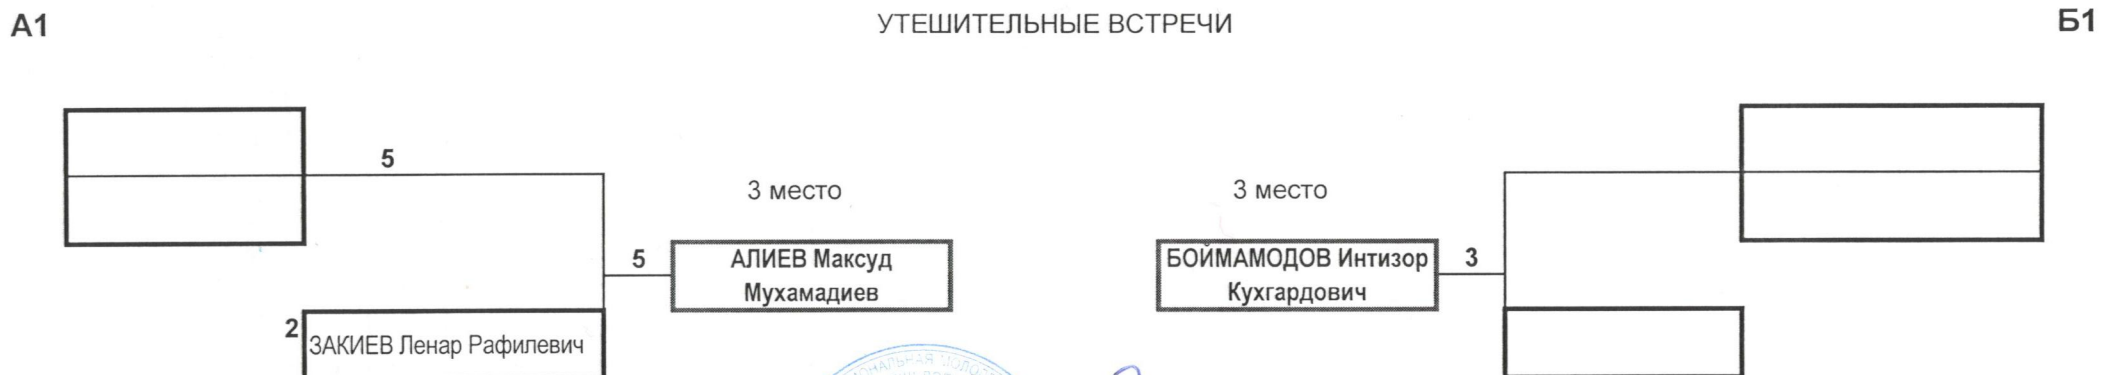 А1
УТЕШИТЕЛЬНЫЕ ВСТРЕЧИ
Б1
5
3 место
3 место
5
АЛИЕВ Максуд
Мухамадиев
БОЙМАМОДОВ Интизор
Кухгардович
3
2
ЗАКИЕВ Ленар Рафилевич